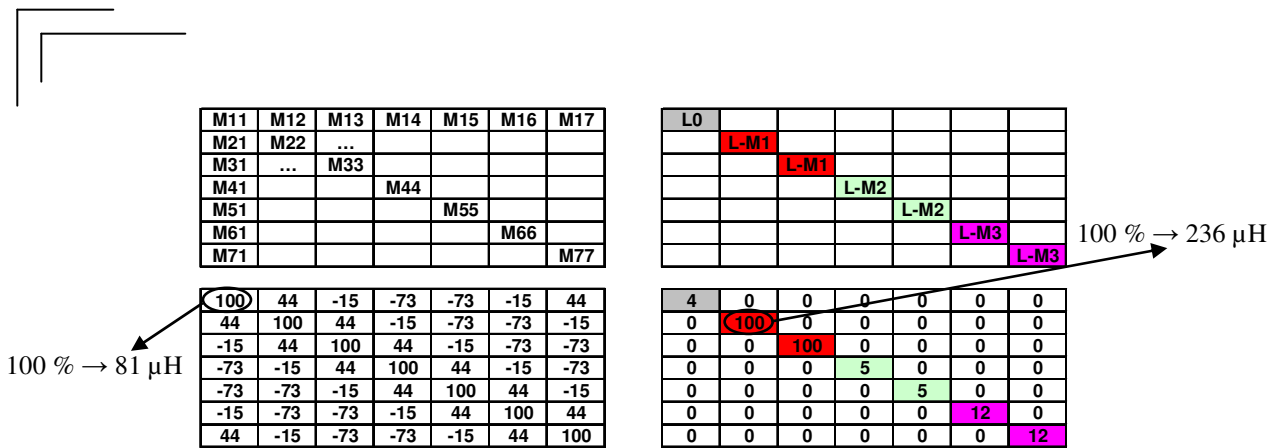 M11 M12 M13 M14 M15 M16 M17
M21 M22 ...
M31 ... M33
M41 M44
M51 M55
M61 M66
M71 M77
L0
L-M1
L-M1
L-M2
L-M2
L-M3
L-M3
100 % → 236 µH
100 44 -15 -73 -73 -15 44
44 100 44 -15 -73 -73 -15
-15 44 100 44 -15 -73 -73
-73 -15 44 100 44 -15 -73
-73 -73 -15 44 100 44 -15
-15 -73 -73 -15 44 100 44
44 -15 -73 -73 -15 44 100
100 % → 81 µH
4 0 0 0 0 0 0
0 100 0 0 0 0 0
0 0 100 0 0 0 0
0 0 0 5 0 0 0
0 0 0 0 5 0 0
0 0 0 0 0 12 0
0 0 0 0 0 0 12